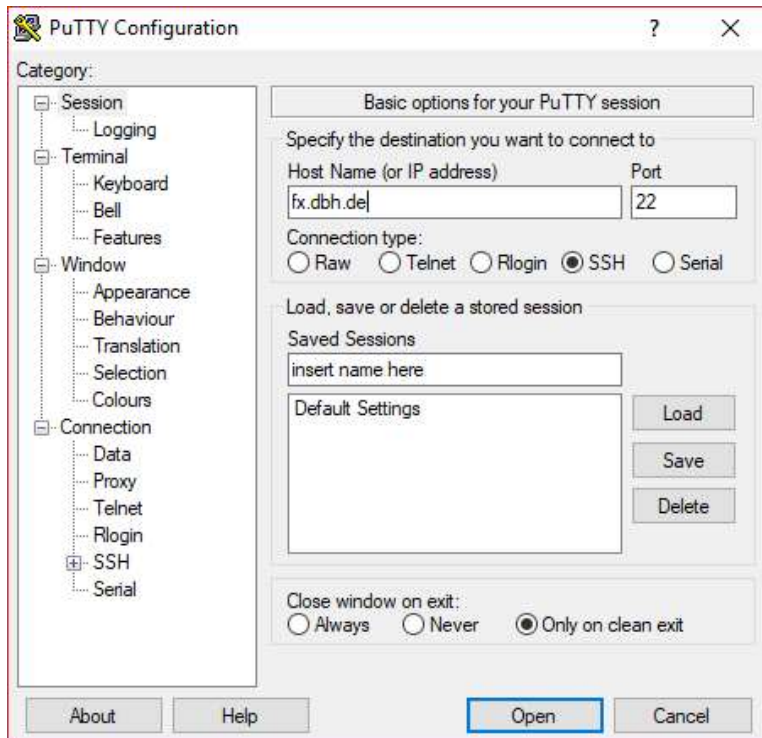 PuTTY Configuration ? X
Category:
Session
Logging
Terminal
Keyboard
Bell
Features
Window
Appearance
Behaviour
Translation
Selection
Colours
Connection
Data
Proxy
Telnet
Rlogin
SSH
Serial
Basic options for your PuTTY session
Specify the destination you want to connect to
Host Name (or IP address) Port
fx.dbh.de 22
Connection type:
Raw Telnet Rlogin SSH Serial
Load, save or delete a stored session
Saved Sessions
insert name here
Default Settings
Load
Save
Delete
Close window on exit:
Always Never Only on clean exit
About Help Open Cancel